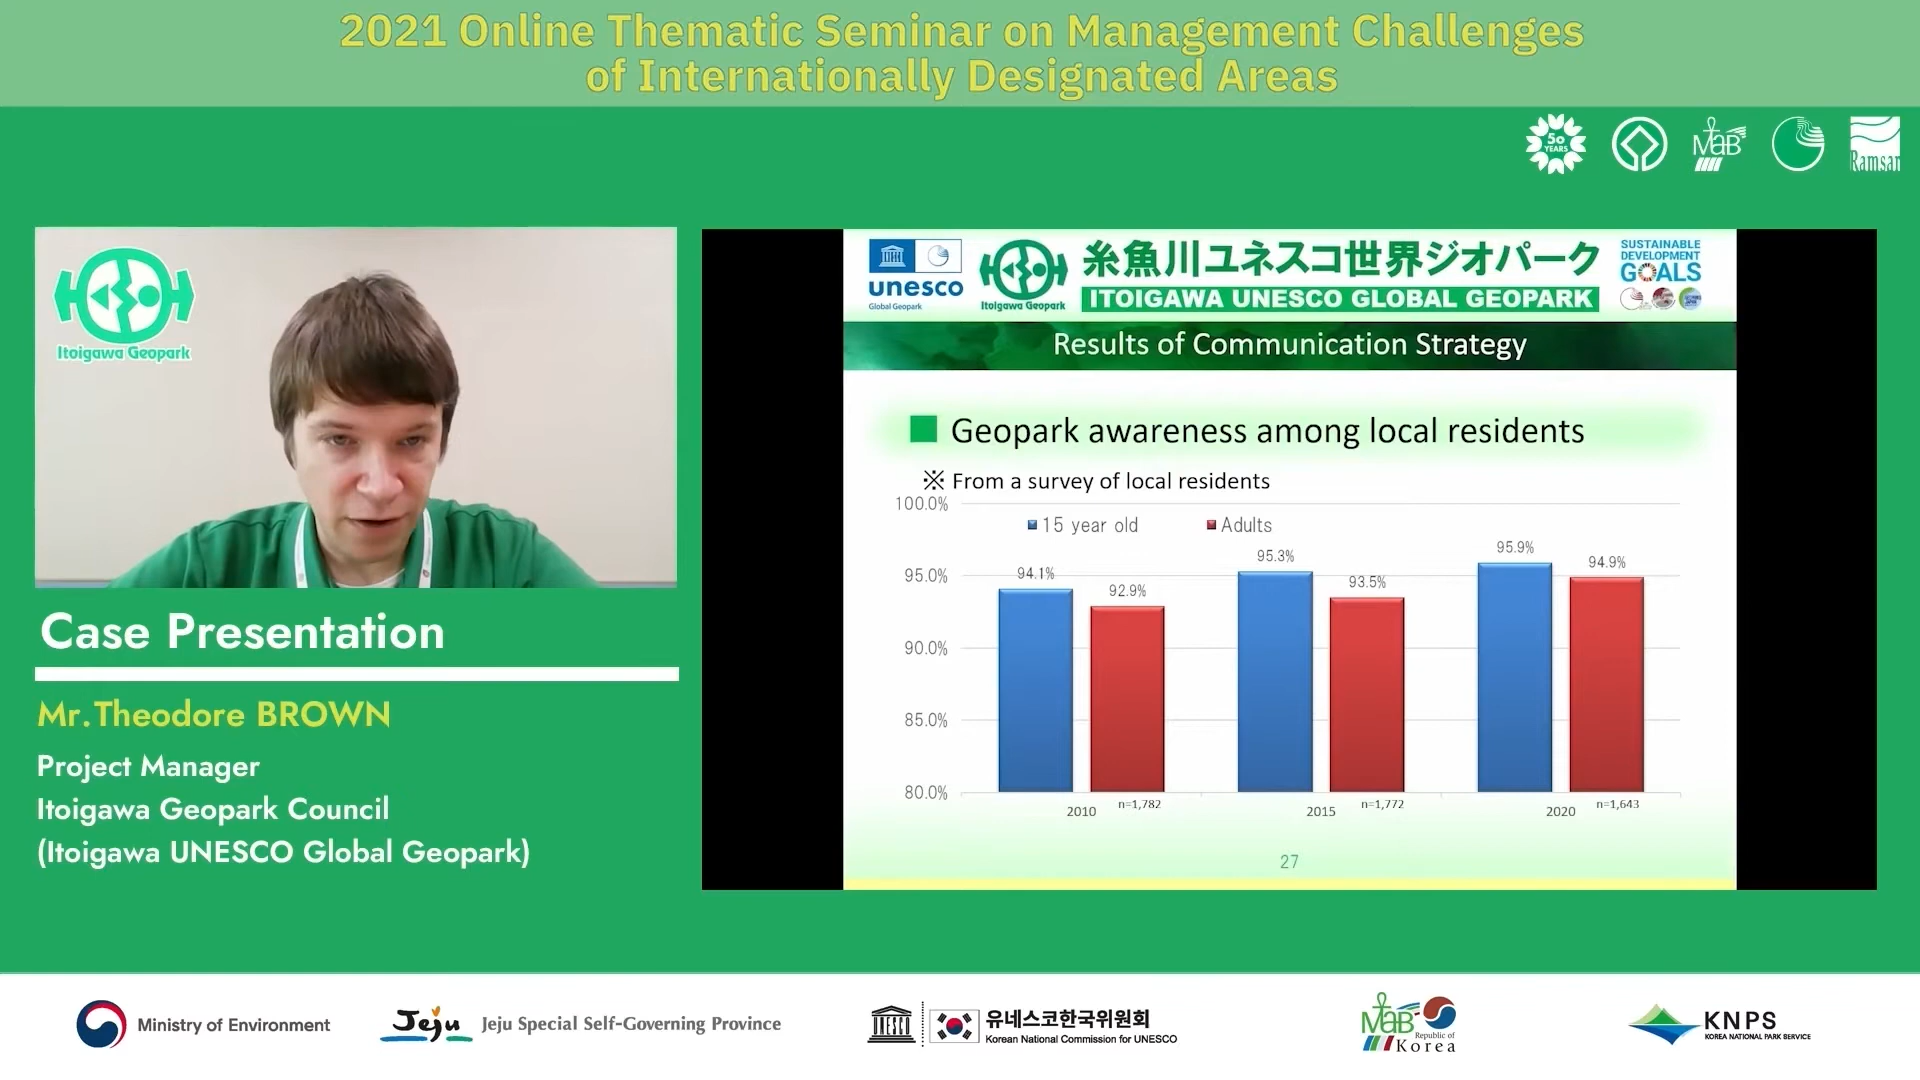 2021 Online Thematic Seminar on Management Challenges
of Internationally Designated Areas
50
YEARS
MaB
Ramsar
Itoigawa Geopark
Case Presentation
Mr.Theodore BROWN
Project Manager
Itoigawa Geopark Council
(Itoigawa UNESCO Global Geopark)
unesco
Global Geopark
Itoigawa Geopark
糸魚川ユネスコ世界ジオパーク
ITOIGAWA UNESCO GLOBAL GEOPARK
SUSTAINABLE
DEVELOPMENT
GOALS
Results of Communication Strategy
Geopark awareness among local residents
※ From a survey of local residents
100.0%
15 year old Adults
95.0%
90.0%
85.0%
80.0%
94.1% 92.9% 95.3% 93.5% 95.9% 94.9%
2010 n=1,782 2015 n=1,772 2020 n=1,643
27
Ministry of Environment
Jeju Jeju Special Self-Governing Province
UNESCO
유네스코한국위원회
Korean National Commission for UNESCO
MaB
Republic of
Korea
KNPS
KOREA NATIONAL PARK SERVICE